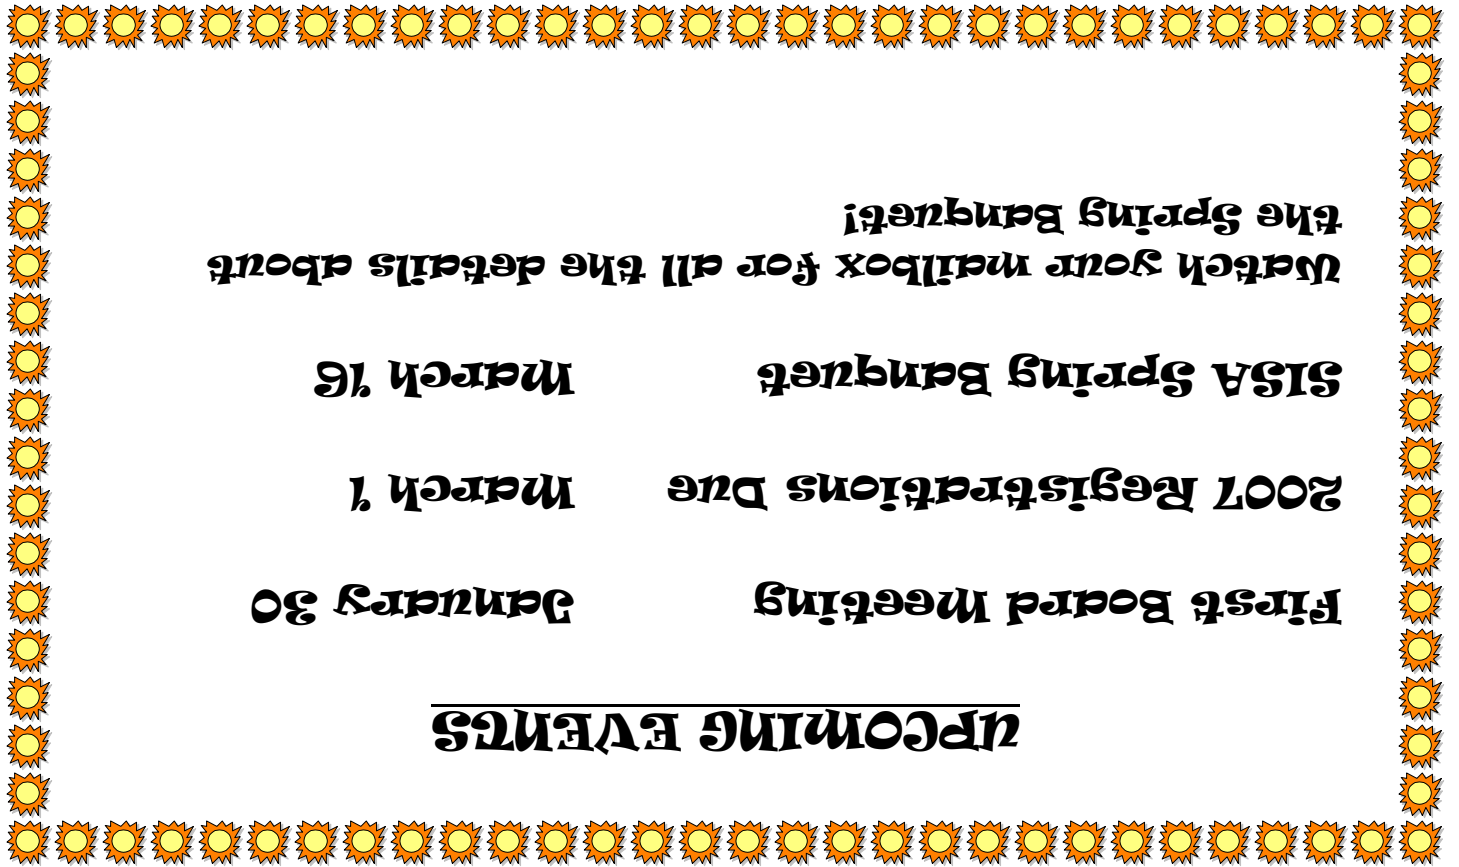 UPCOMING EVENTS
First Board Meeting January 30
2007 Registrations Due March 1
SISA Spring Banquet March 16
Watch your mailbox for all the details about
the Spring Banquet!